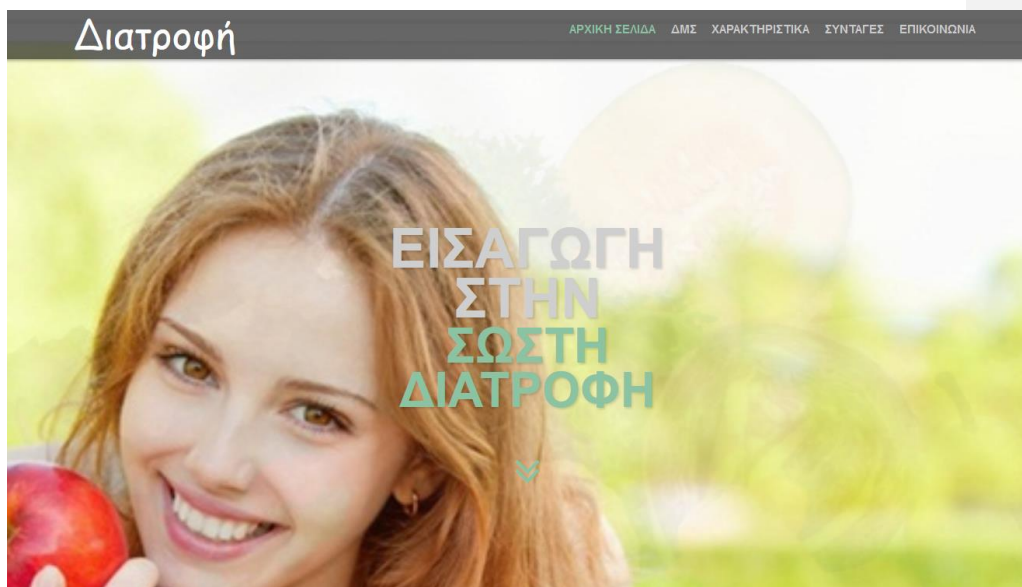 Διατροφή
ΑΡΧΙΚΗ ΣΕΛΙΔΑ ΔΜΣ ΧΑΡΑΚΤΗΡΙΣΤΙΚΑ ΣΥΝΤΑΓΕΣ ΕΠΙΚΟΙΝΩΝΙΑ
ΕΙΣΑΓΩΓΗ
ΣΤΗΝ
ΣΩΣΤΗ
ΔΙΑΤΡΟΦΗ